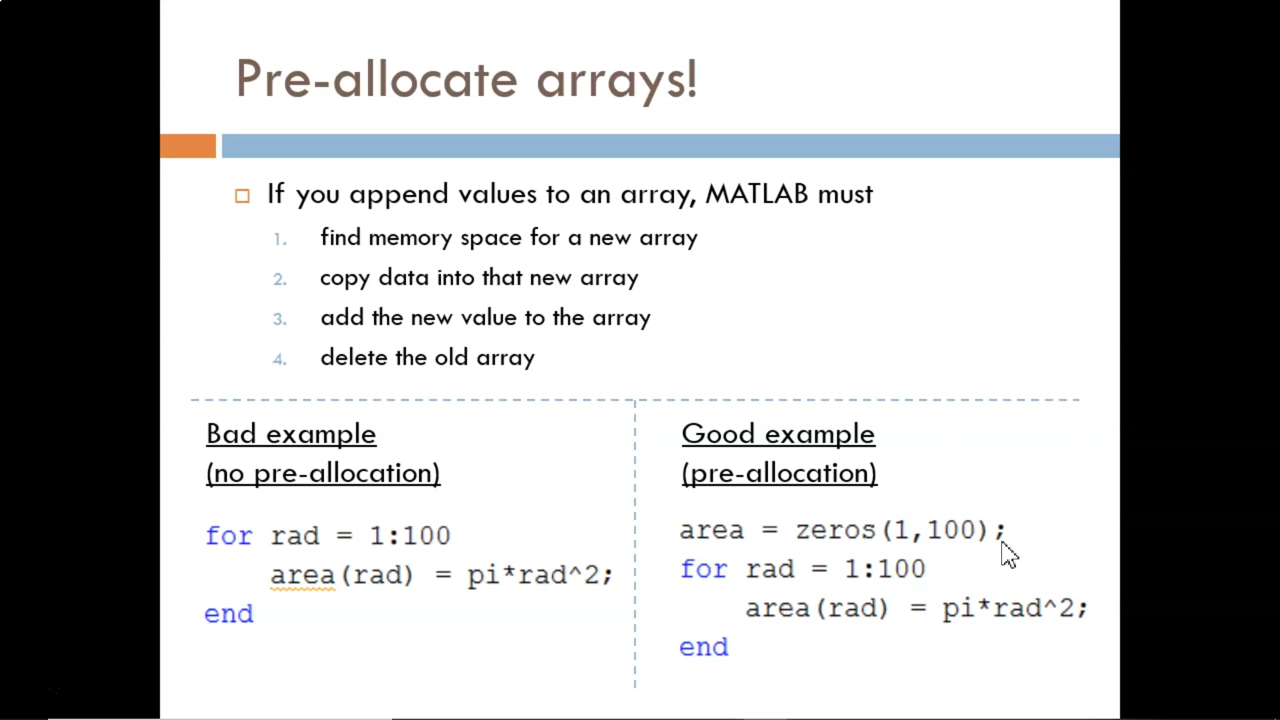 Pre-allocate arrays!
If you append values to an array, MATLAB must
1. find memory space for a new array
2. copy data into that new array
3. add the new value to the array
4. delete the old array
Bad example
(no pre-allocation)
for rad = 1:100
    area(rad) = pi*rad^2;
end
Good example
(pre-allocation)
area = zeros(1,100);
for rad = 1:100
    area(rad) = pi*rad^2;
end